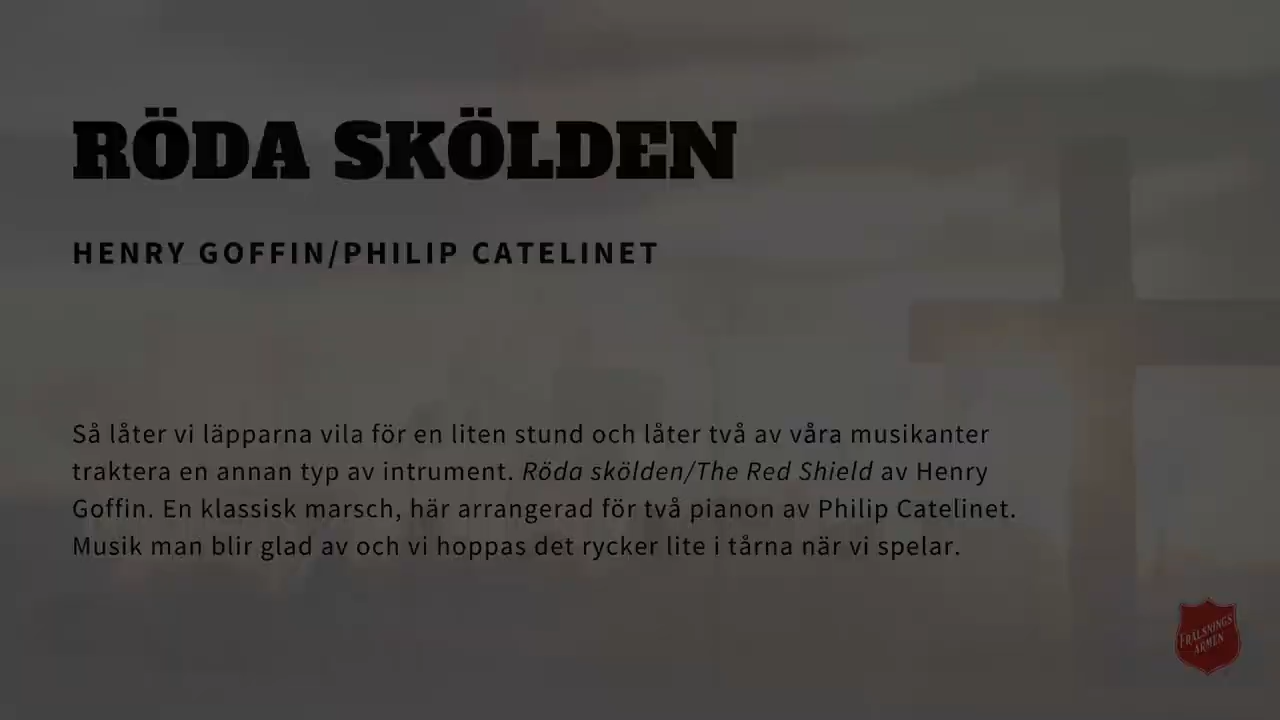 RÖDA SKÖLDEN
HENRY GOFFIN/PHILIP CATELINET
Så låter vi läpparna vila för en liten stund och låter två av våra musikanter
traktera en annan typ av intrument. Röda skölden/The Red Shield av Henry
Goffin. En klassisk marsch, här arrangerad för två pianon av Philip Catelinet.
Musik man blir glad av och vi hoppas det rycker lite i tårna när vi spelar.
FRÄLSNINGS
ARMEN